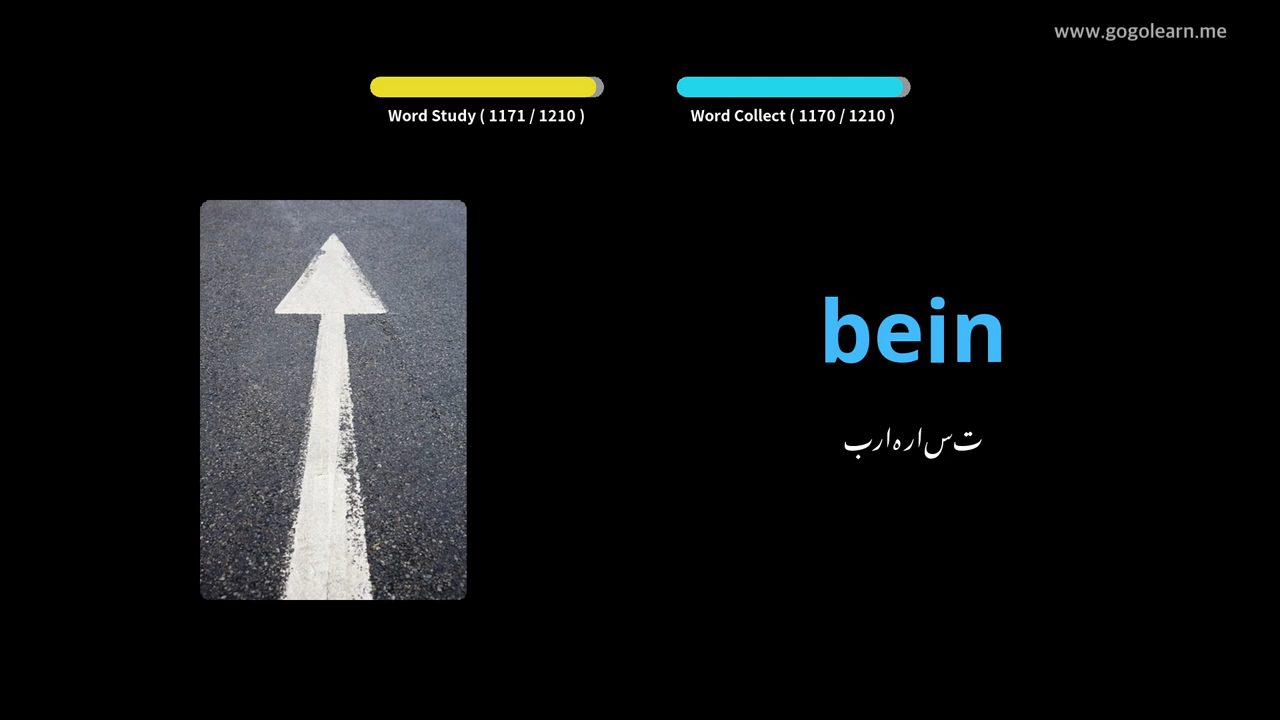 www.gogolearn.me
Word Study ( 1171 / 1210 )
Word Collect ( 1170 / 1210 )
bein
براہ راست